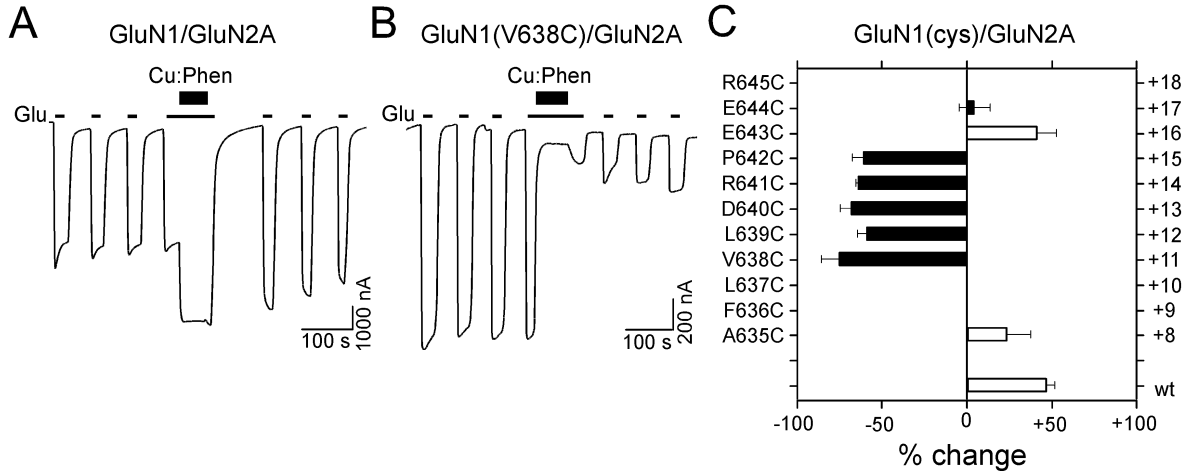 A
GluN1/GluN2A
Cu:Phen
Glu
100 s
1000 nA
B
GluN1(V638C)/GluN2A
Cu:Phen
100 s
200 nA
C
GluN1(cys)/GluN2A
R645C +18
E644C +17
E643C +16
P642C +15
R641C +14
D640C +13
L639C +12
V638C +11
L637C +10
F636C +9
A635C +8
wt
-100 -50 0 +50 +100
% change